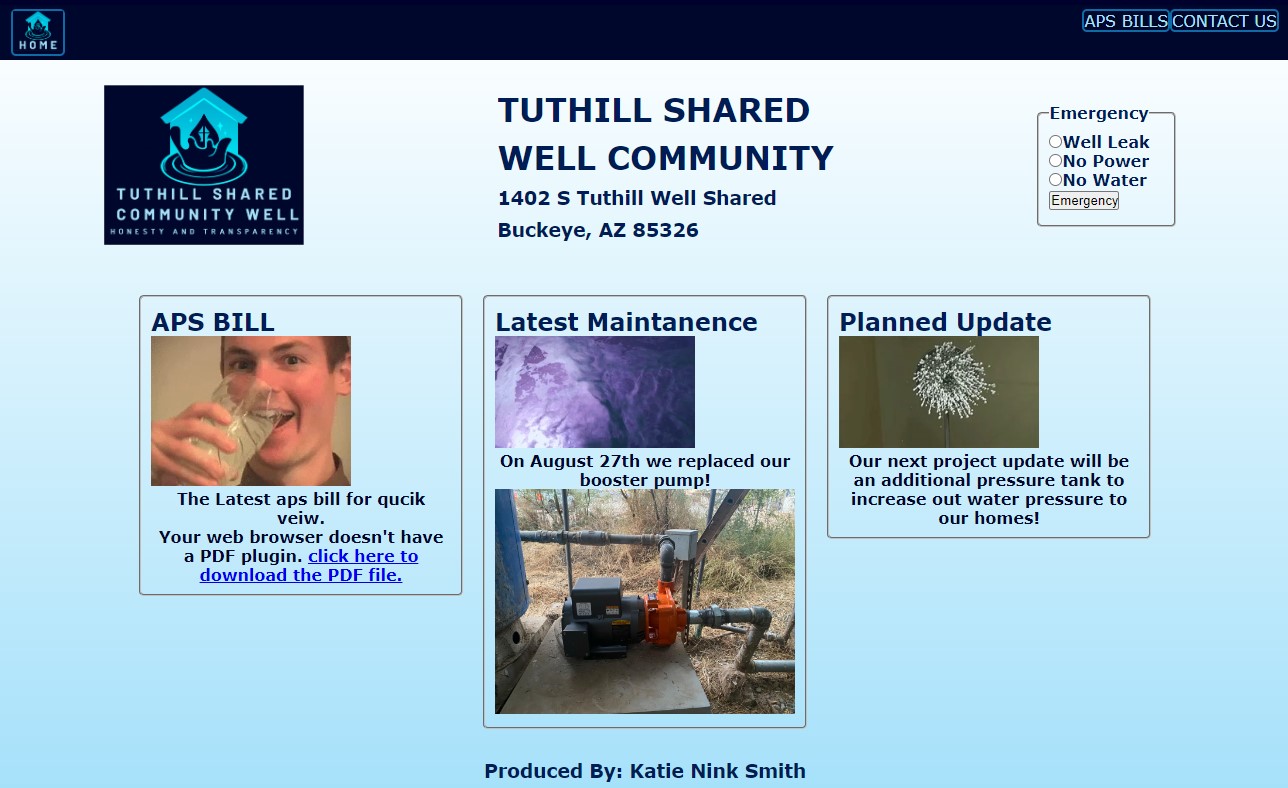 HOME
APS BILLS
CONTACT US
TUTHILL SHARED
COMMUNITY WELL
HONESTY AND TRANSPARENCY
TUTHILL SHARED
WELL COMMUNITY
1402 S Tuthill Well Shared
Buckeye, AZ 85326
Emergency
Well Leak
No Power
No Water
Emergency
APS BILL
The Latest aps bill for qucik
veiw.
Your web browser doesn't have
a PDF plugin. click here to
download the PDF file.
Latest Maintanence
On August 27th we replaced our
booster pump!
Planned Update
Our next project update will be
an additional pressure tank to
increase out water pressure to
our homes!
Produced By: Katie Nink Smith